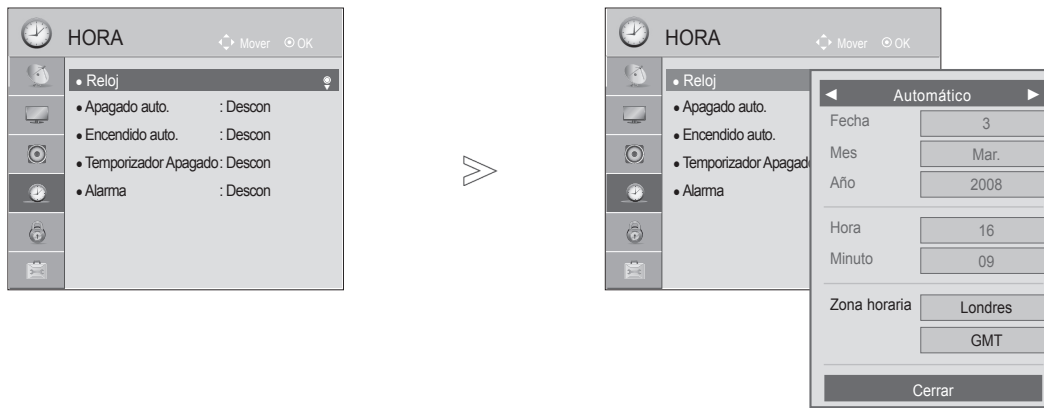 HORA Mover OK
• Reloj
• Apagado auto. : Descon
• Encendido auto. : Descon
• Temporizador Apagado : Descon
• Alarma : Descon
HORA Mover OK
• Reloj
• Apagado auto.
• Encendido auto.
• Temporizador Apagado
• Alarma
◄ Automático ►
Fecha 3
Mes Mar.
Año 2008
Hora 16
Minuto 09
Zona horaria Londres
GMT
Cerrar